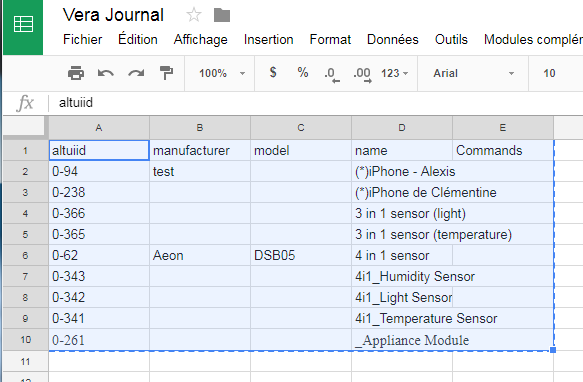 Vera Journal
Fichier Édition Affichage Insertion Format Données Outils Modules complé
100% $ % .0 .00 123 Arial 10
fx altuiid
A B C D E
1 altuiid manufacturer model name Commands
2 0-94 test (*)iPhone - Alexis
3 0-238 (*)iPhone de Clémentine
4 0-366 3 in 1 sensor (light)
5 0-365 3 in 1 sensor (temperature)
6 0-62 Aeon DSB05 4 in 1 sensor
7 0-343 4i1_Humidity Sensor
8 0-342 4i1_Light Sensor
9 0-341 4i1_Temperature Sensor
10 0-261 _Appliance Module
11